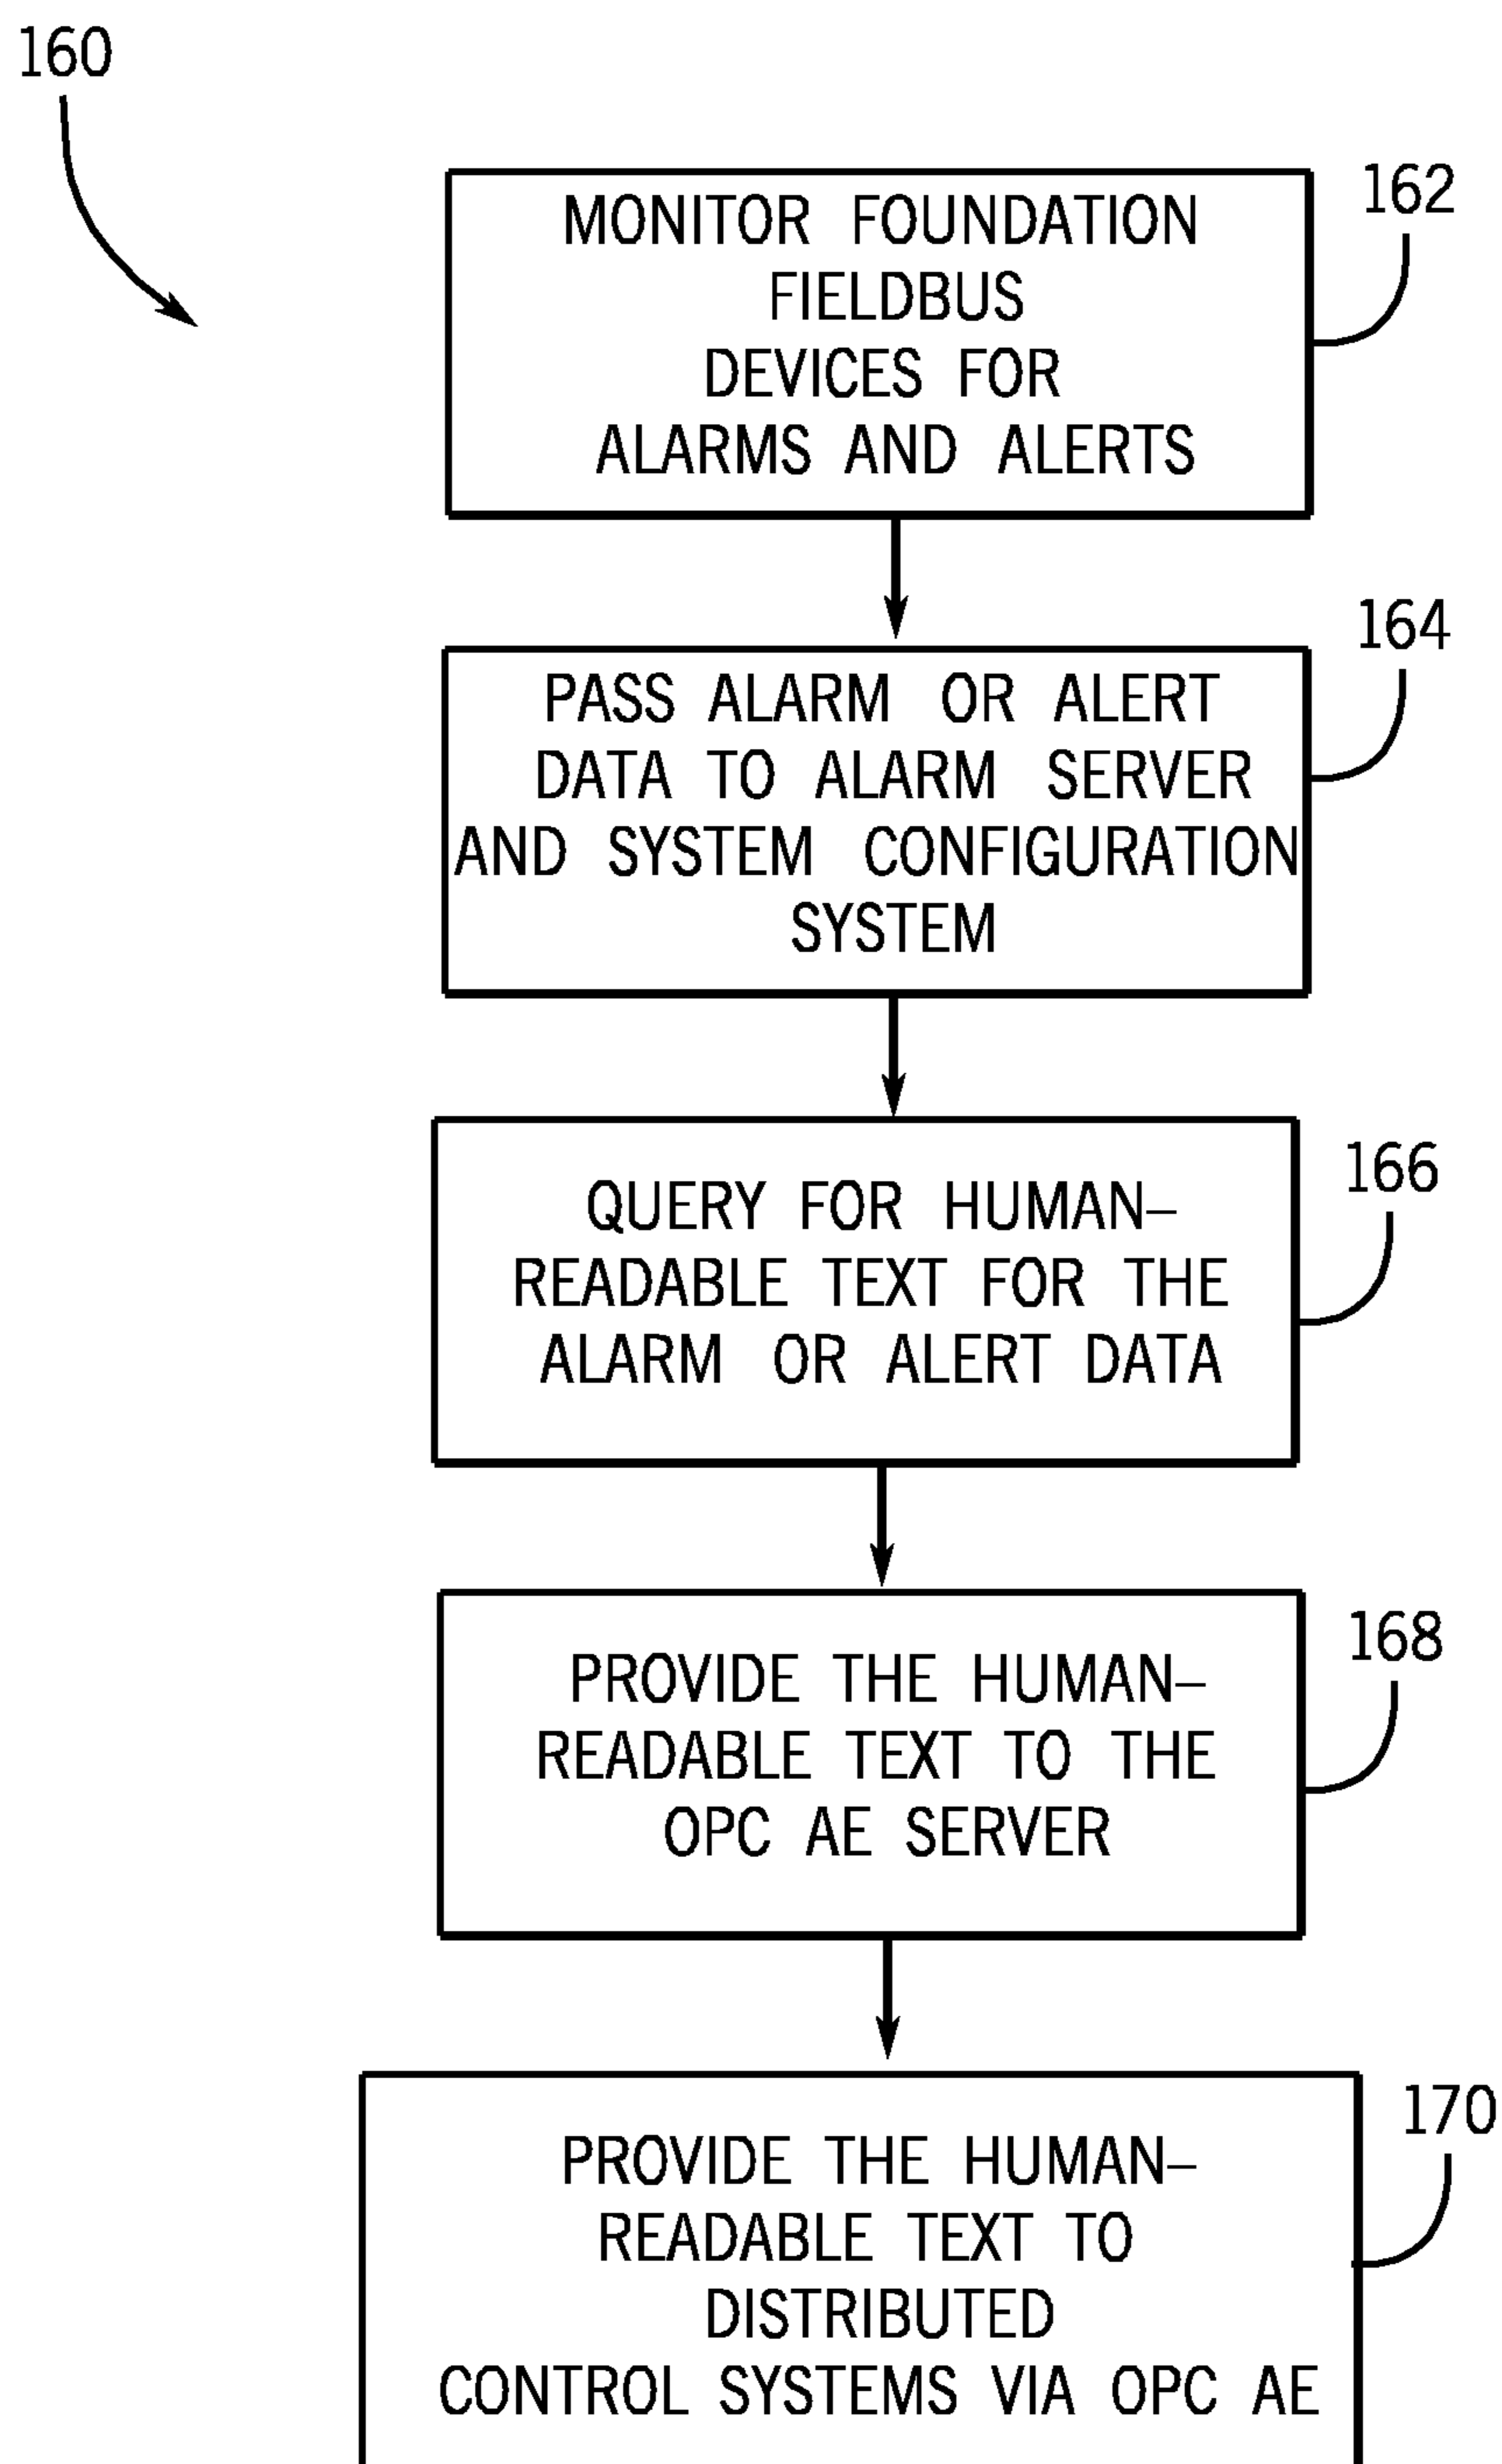 160
162
MONITOR FOUNDATION
FIELDBUS
DEVICES FOR
ALARMS AND ALERTS
164
PASS ALARM OR ALERT
DATA TO ALARM SERVER
AND SYSTEM CONFIGURATION
SYSTEM
166
QUERY FOR HUMAN–
READABLE TEXT FOR THE
ALARM OR ALERT DATA
168
PROVIDE THE HUMAN–
READABLE TEXT TO THE
OPC AE SERVER
170
PROVIDE THE HUMAN–
READABLE TEXT TO
DISTRIBUTED
CONTROL SYSTEMS VIA OPC AE